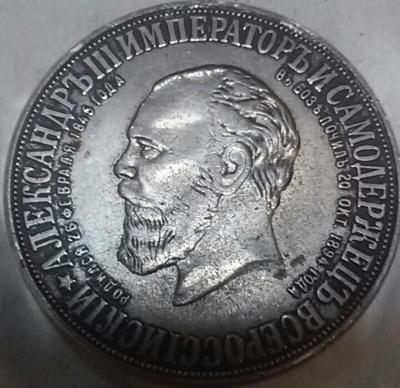 ★ АЛЕКСАНДРЪ III ИМПЕРАТОРЪ И САМОДЕРЖЕЦЪ ВСЕРОССІЙСКІЙ
РОДИЛСЯ 26 ФЕВРАЛЯ 1845 ГОДА
ВЪ БОЗѢ ПОЧИЛЪ 20 ОКТ. 1894 ГОДА